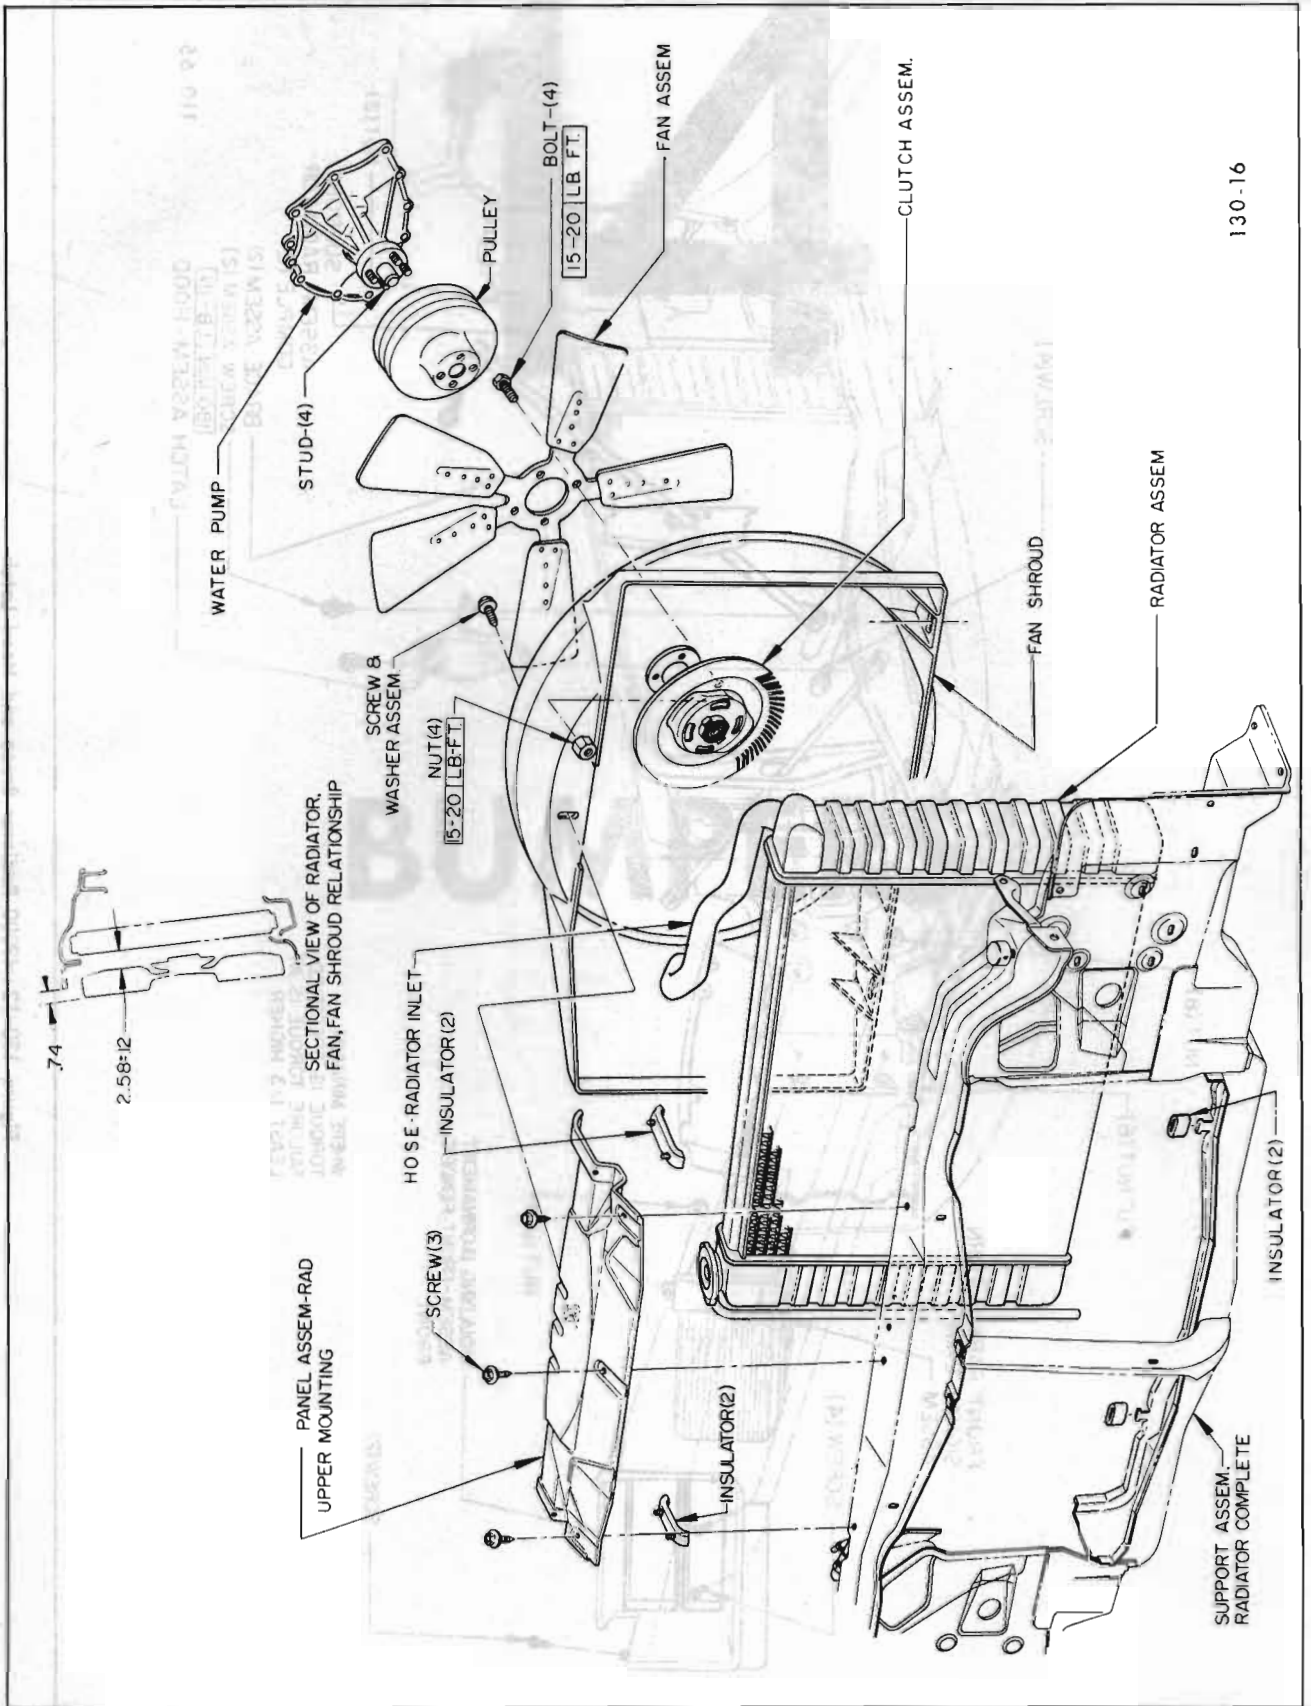 WATER PUMP
STUD-(4)
PULLEY
BOLT-(4)
15-20 LB FT.
FAN ASSEM
CLUTCH ASSEM.
SCREW &
WASHER ASSEM.
NUT(4)
15-20 LB-FT.
FAN SHROUD
RADIATOR ASSEM
.74
2.58±.12
SECTIONAL VIEW OF RADIATOR,
FAN, FAN SHROUD RELATIONSHIP
HOSE-RADIATOR INLET
INSULATOR(2)
SCREW(3)
PANEL ASSEM-RAD
UPPER MOUNTING
INSULATOR(2)
INSULATOR(2)
SUPPORT ASSEM.
RADIATOR COMPLETE
130-16